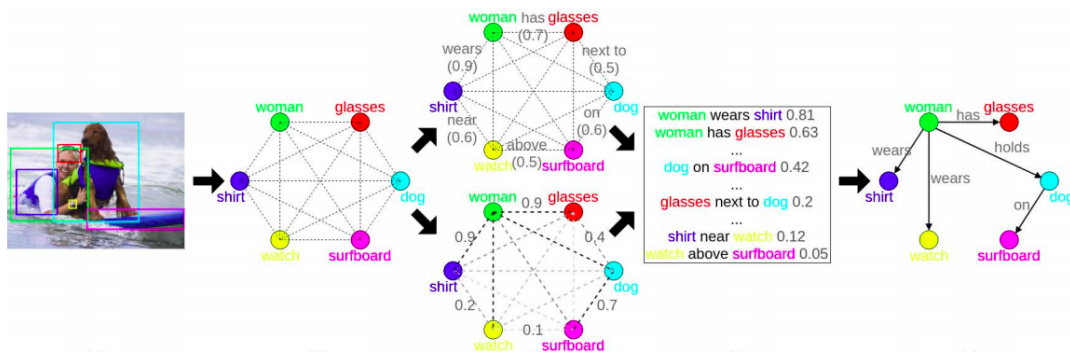 woman glasses
shirt dog
watch surfboard
woman has glasses
(0.7)
wears
(0.9)
next to
(0.5)
shirt dog
near
(0.6)
on
(0.6)
above
(0.5)
watch surfboard
woman 0.9 glasses
0.9 0.4
shirt dog
0.2 0.7
watch 0.1 surfboard
woman wears shirt 0.81
woman has glasses 0.63
...
dog on surfboard 0.42
...
glasses next to dog 0.2
...
shirt near watch 0.12
watch above surfboard 0.05
woman has glasses
wears holds
shirt wears dog
on
watch surfboard